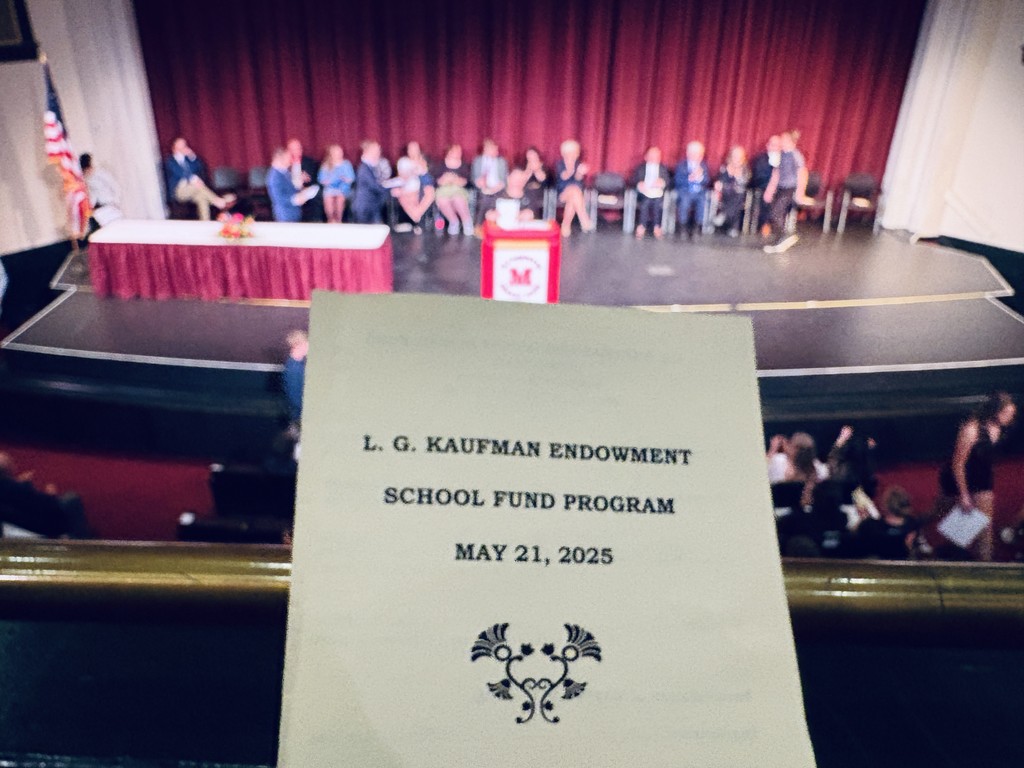 M
L. G. KAUFMAN ENDOWMENT
SCHOOL FUND PROGRAM
MAY 21, 2025